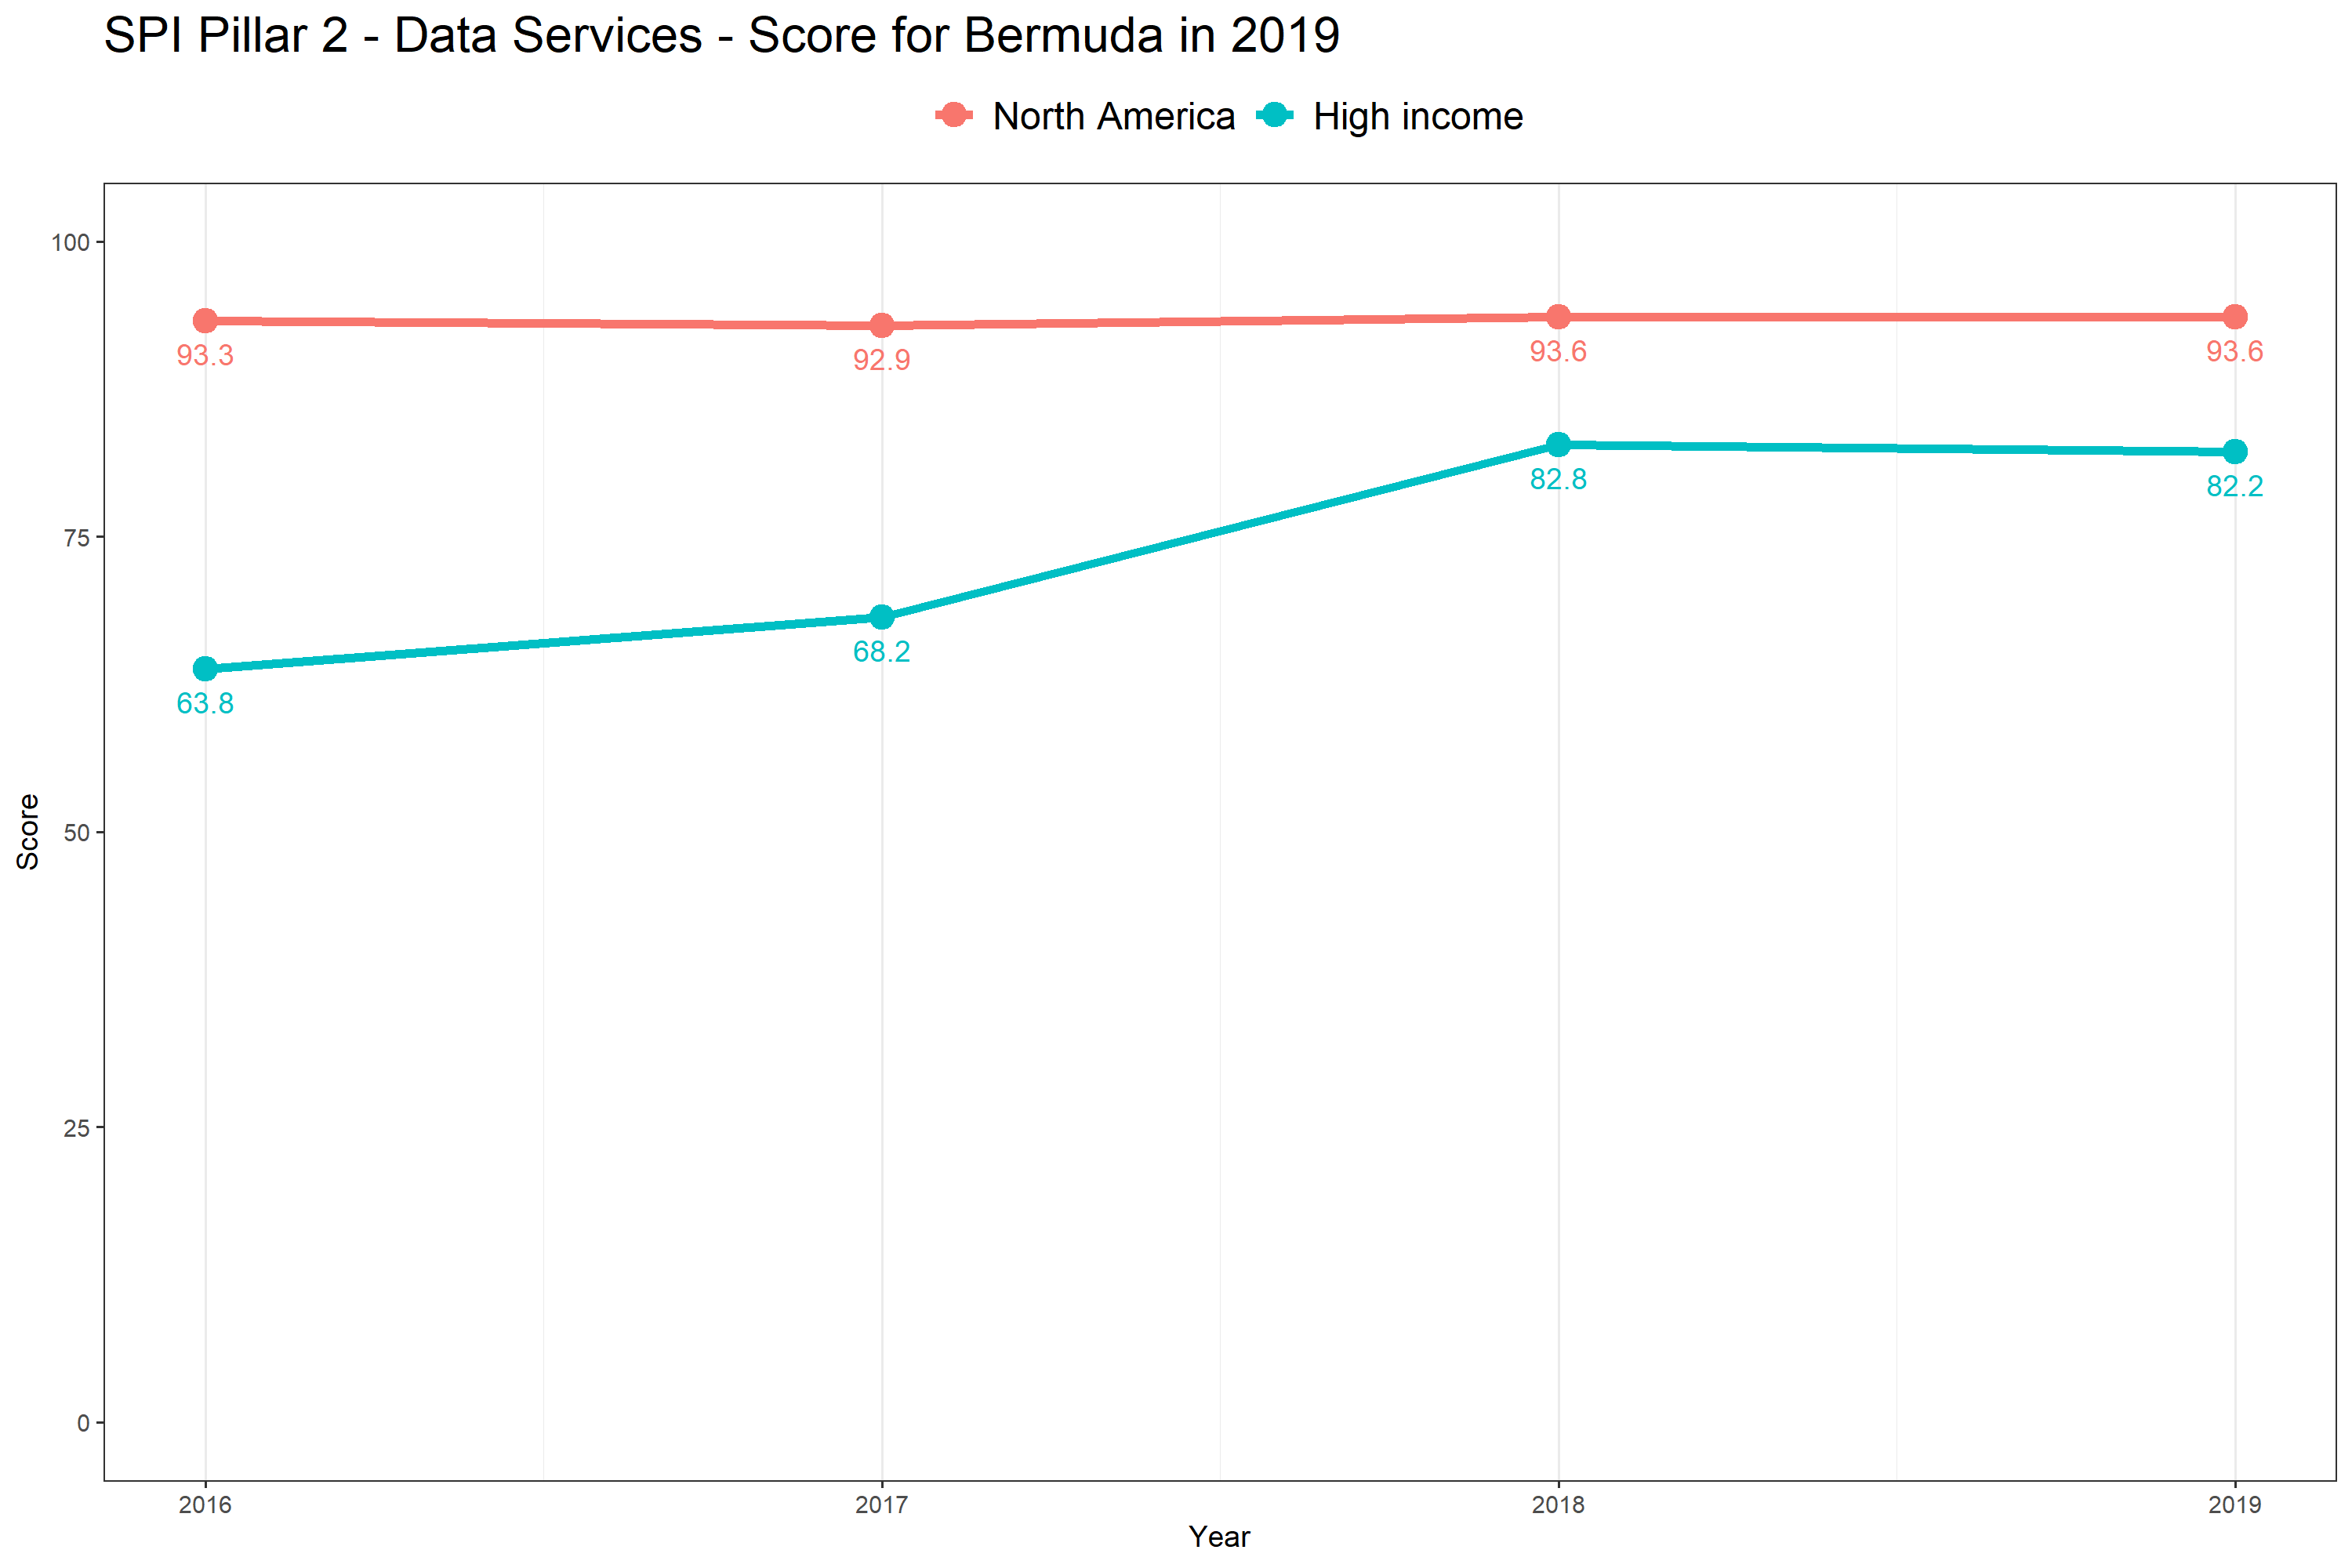 SPI Pillar 2 - Data Services - Score for Bermuda in 2019
North America High income
100
75
50
25
0
Score
93.3
92.9
93.6
93.6
63.8
68.2
82.8
82.2
2016 2017 2018 2019
Year